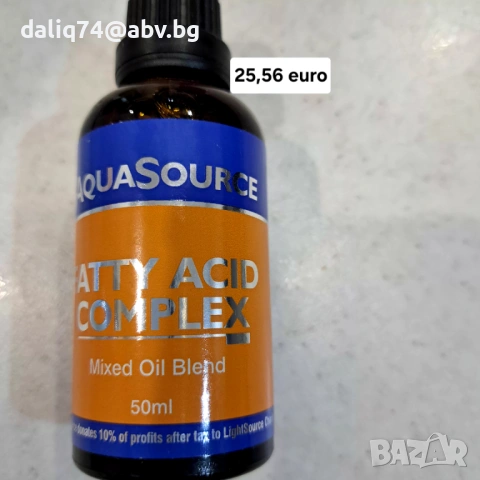 daliq74@abv.bg
25,56 euro
AQUASOURCE
FATTY ACID
COMPLEX
Mixed Oil Blend
50ml
donates 10% of profits after tax to LightSource
BAZAR